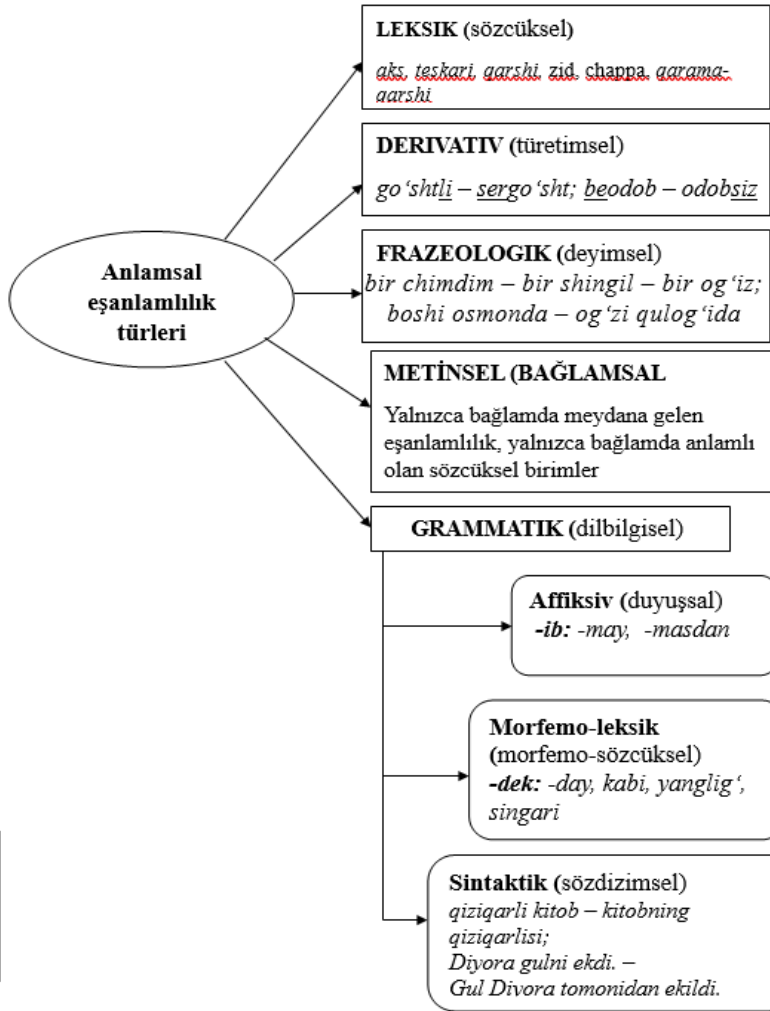 LEKSIK (sözcüksel)
aks, teskari, qarshi, zid, chappa, qarama-
qarshi
DERIVATIV (türetimsel)
go‘shtli – sergo‘sht; beodob – odobsiz
Anlamsal
eşanlamlılık
türleri
FRAZEOLOGIK (deyimsel)
bir chimdim – bir shingil – bir og‘iz;
boshi osmonda – og‘zi qulog‘ida
METİNSEL (BAĞLAMSAL
Yalnızca bağlamda meydana gelen
eşanlamlılık, yalnızca bağlamda anlamlı
olan sözcüksel birimler
GRAMMATIK (dilbilgisel)
Affiksiv (duyuşsal)
-ib: -may, -masdan
Morfemo-leksik
(morfemo-sözcüksel)
-dek: -day, kabi, yanglig‘,
singari
Sintaktik (sözdizimsel)
qiziqarli kitob – kitobning
qiziqarlisi;
Diyora gulni ekdi. –
Gul Divora tomonidan ekildi.